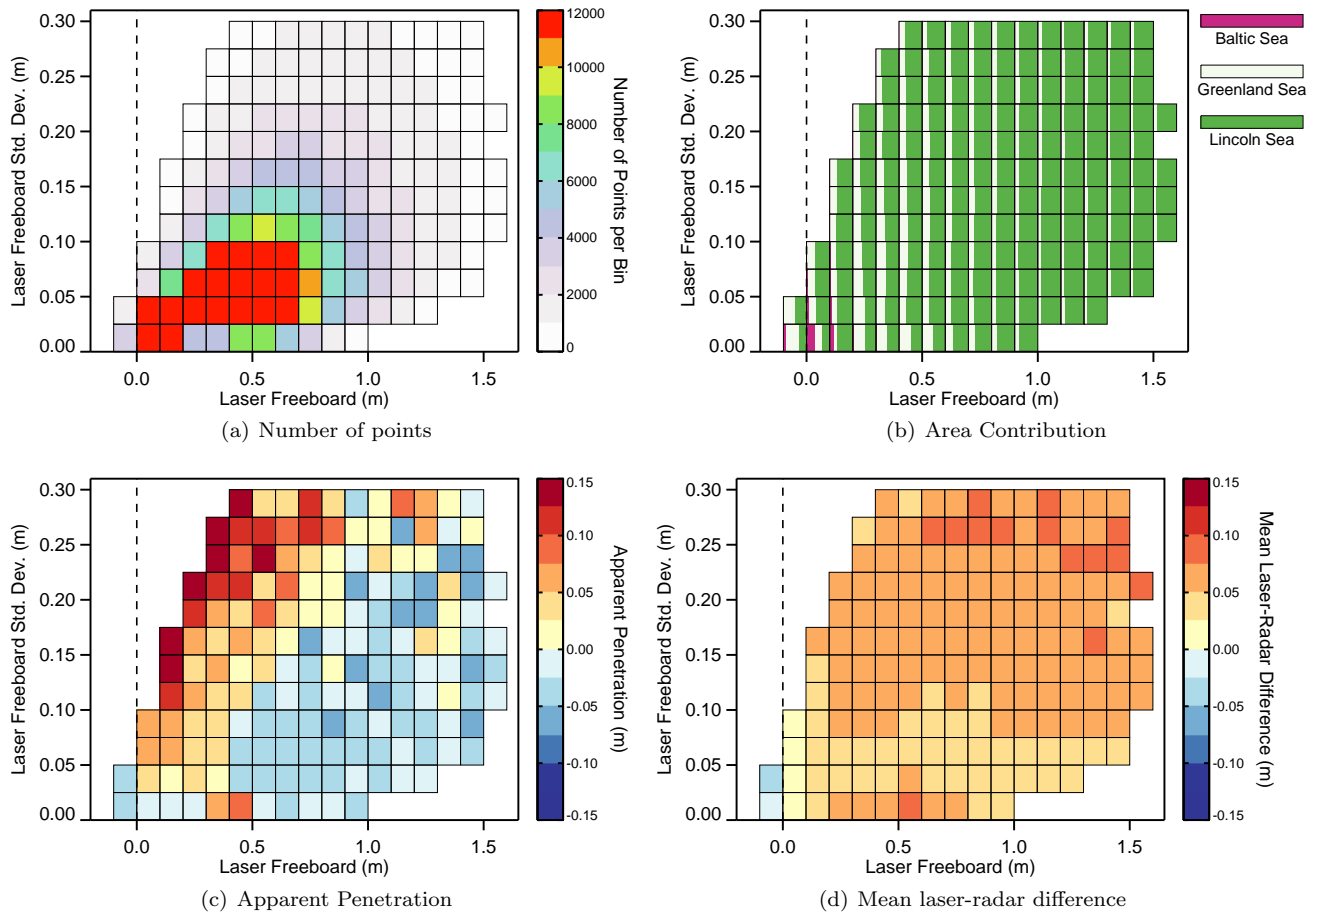 0.30
0.25
0.20
0.15
0.10
0.05
0.00
Laser Freeboard Std. Dev. (m)
0.0 0.5 1.0 1.5
Laser Freeboard (m)
12000
10000
8000
6000
4000
2000
0
Number of Points per Bin
(a) Number of points
0.30
0.25
0.20
0.15
0.10
0.05
0.00
Laser Freeboard Std. Dev. (m)
0.0 0.5 1.0 1.5
Laser Freeboard (m)
Baltic Sea
Greenland Sea
Lincoln Sea
(b) Area Contribution
0.30
0.25
0.20
0.15
0.10
0.05
0.00
Laser Freeboard Std. Dev. (m)
0.0 0.5 1.0 1.5
Laser Freeboard (m)
0.15
0.10
0.05
0.00
-0.05
-0.10
-0.15
Apparent Penetration (m)
(c) Apparent Penetration
0.30
0.25
0.20
0.15
0.10
0.05
0.00
Laser Freeboard Std. Dev. (m)
0.0 0.5 1.0 1.5
Laser Freeboard (m)
0.15
0.10
0.05
0.00
-0.05
-0.10
-0.15
Mean Laser-Radar Difference (m)
(d) Mean laser-radar difference